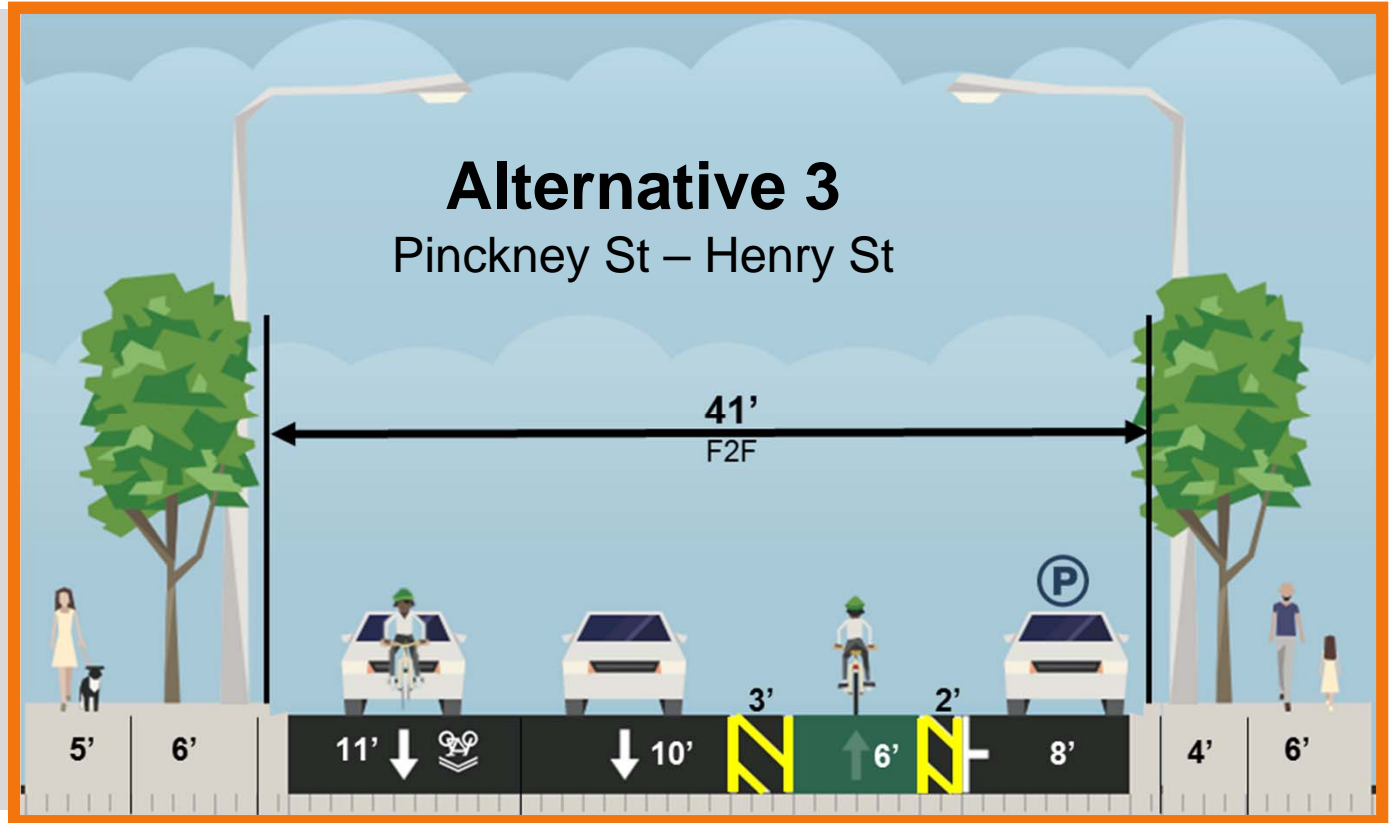 Alternative 3
Pinckney St – Henry St
41’
F2F
P
3’ 2’
5’ 6’ 11’ 10’ 6’ 8’ 4’ 6’